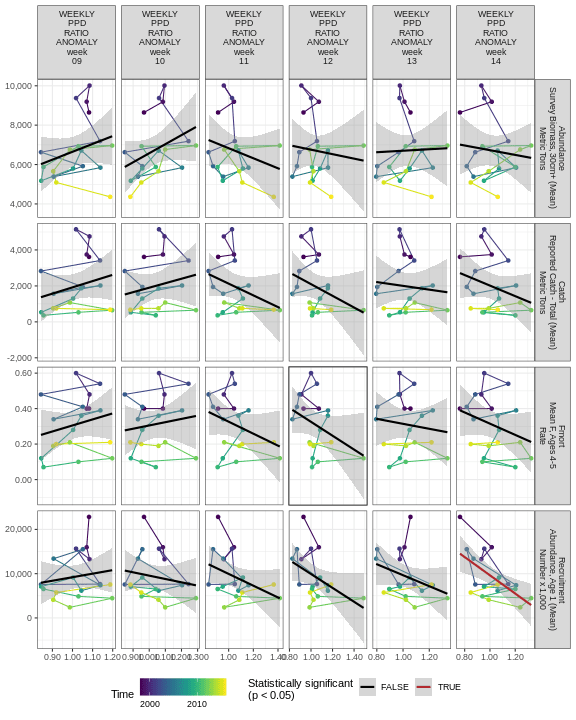 WEEKLY PPD RATIO ANOMALY week 09
WEEKLY PPD RATIO ANOMALY week 10
WEEKLY PPD RATIO ANOMALY week 11
WEEKLY PPD RATIO ANOMALY week 12
WEEKLY PPD RATIO ANOMALY week 13
WEEKLY PPD RATIO ANOMALY week 14
10,000
8,000
6,000
4,000
Abundance
Survey Biomass, 30cm+ (Mean)
Metric Tons
4,000
2,000
0
-2,000
Catch
Reported Catch - Total (Mean)
Metric Tons
0.60
0.40
0.20
0.00
Fmort
Mean F, Ages 4-5
Rate
20,000
10,000
0
Recruitment
Abundance, Age 1 (Mean)
Number x 1,000
0.90 1.00 1.10 1.20
1.00 1.20 1.40
0.80 1.00 1.20 1.40
0.80 1.00 1.20
0.80 1.00 1.20
Time
2000 2010
Statistically significant
(p < 0.05)
FALSE
TRUE